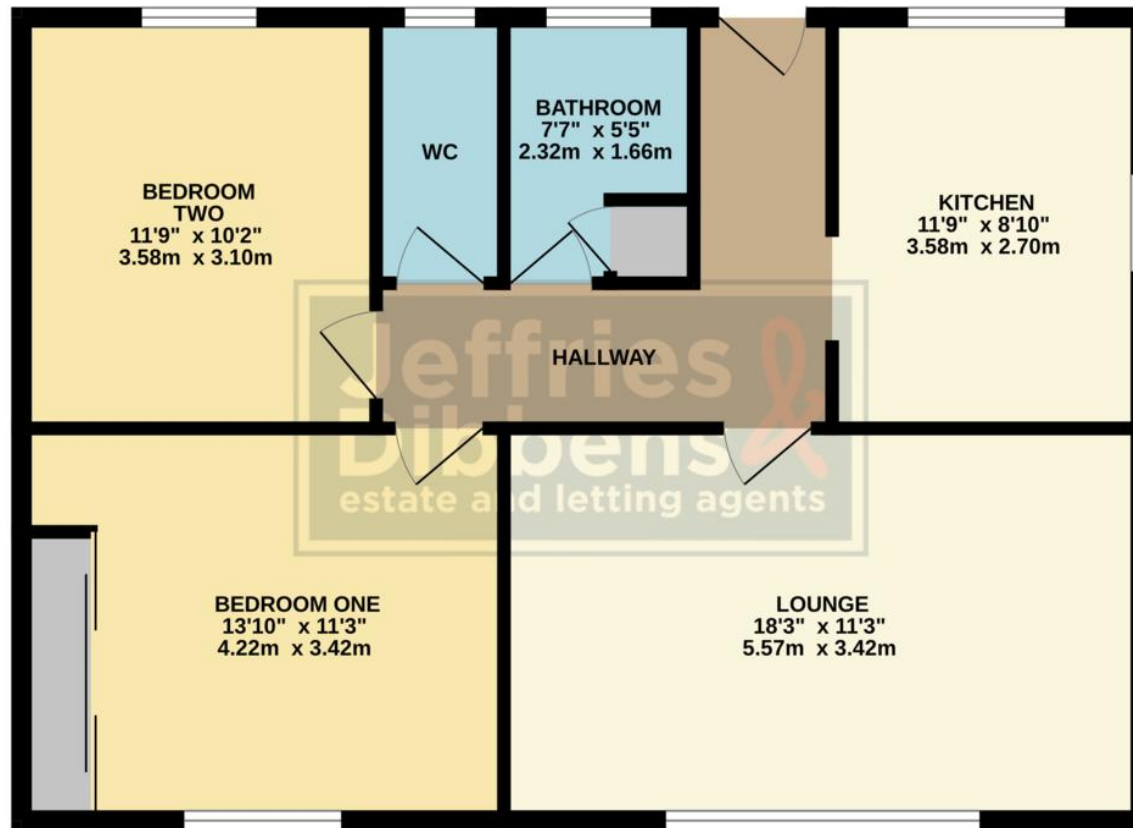 BEDROOM
TWO
11'9" x 10'2"
3.58m x 3.10m
WC
BATHROOM
7'7" x 5'5"
2.32m x 1.66m
KITCHEN
11'9" x 8'10"
3.58m x 2.70m
HALLWAY
Jeffries &
Dibbens
estate and letting agents
BEDROOM ONE
13'10" x 11'3"
4.22m x 3.42m
LOUNGE
18'3" x 11'3"
5.57m x 3.42m